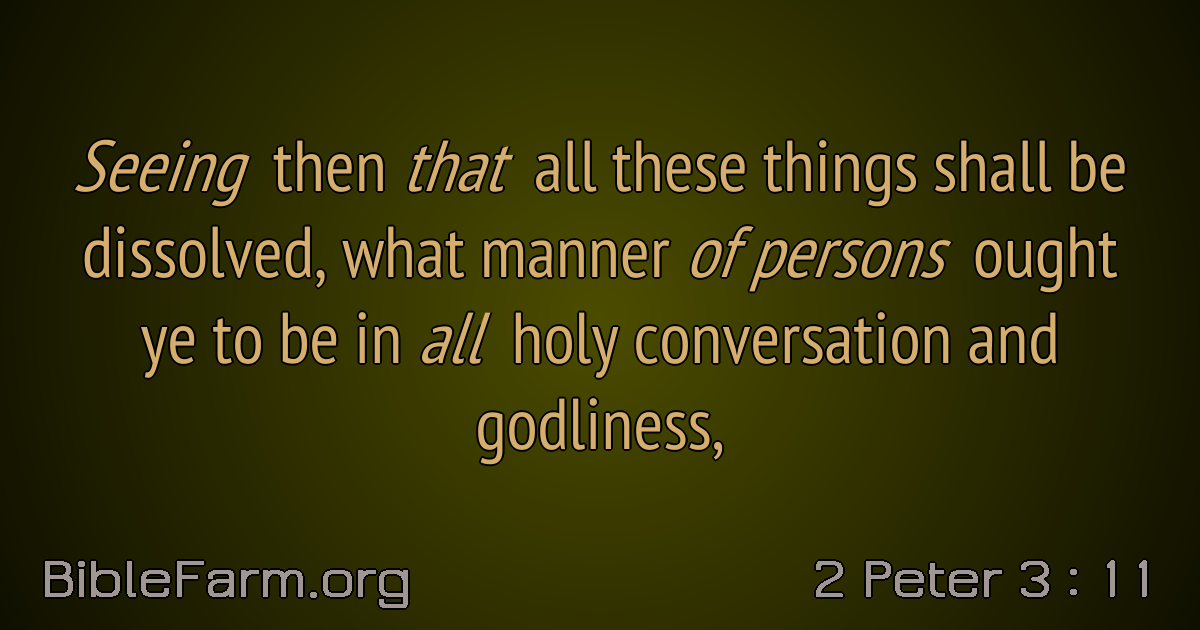 Seeing then that all these things shall be
dissolved, what manner of persons ought
ye to be in all holy conversation and
godliness,
BibleFarm.org
2 Peter 3 : 11